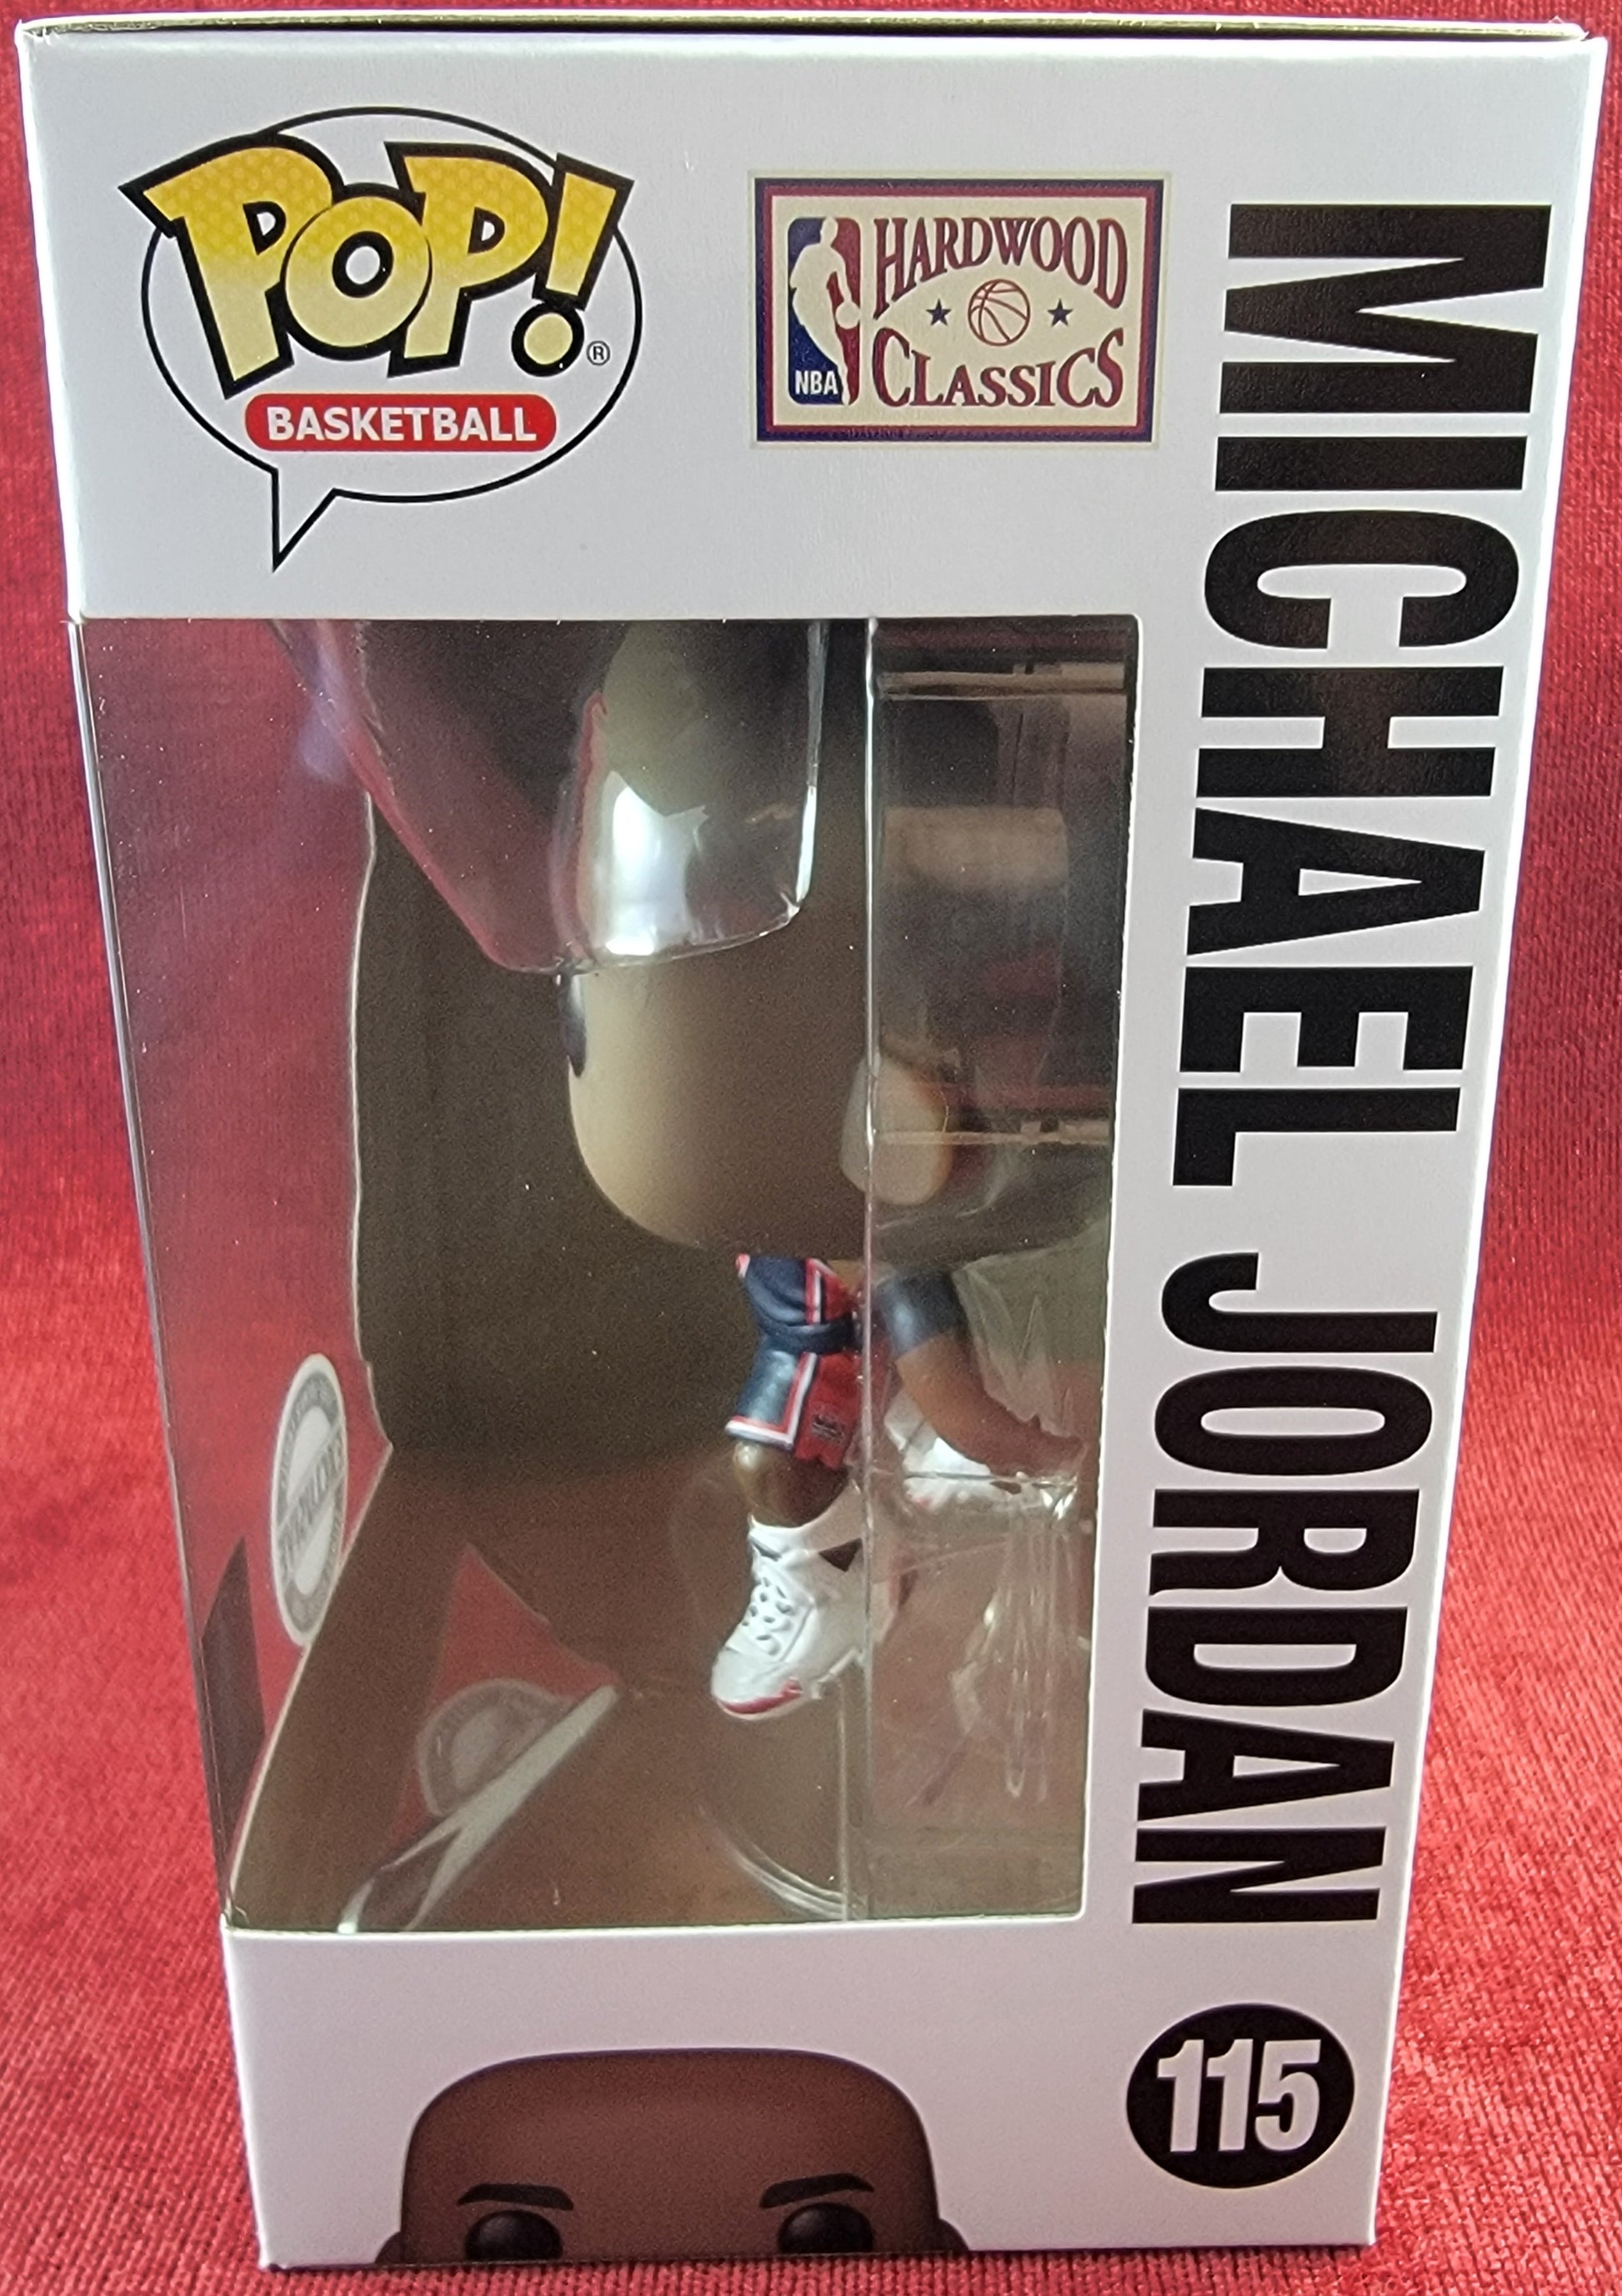 POP!®
BASKETBALL
NBA
HARDWOOD
CLASSICS
MICHAEL JORDAN
115